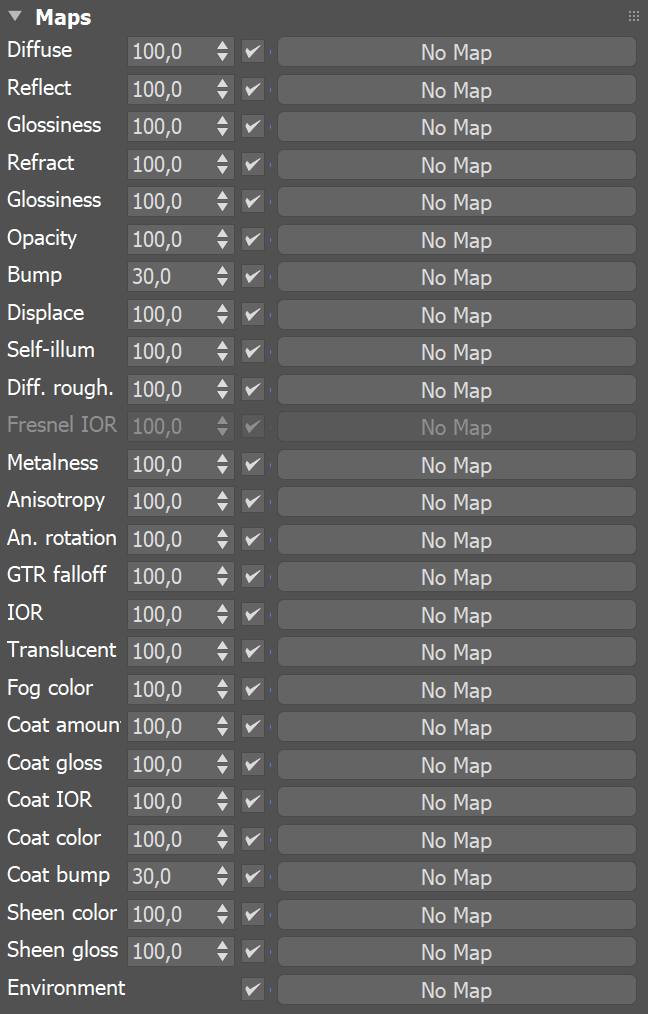 Maps
Diffuse 100,0 No Map
Reflect 100,0 No Map
Glossiness 100,0 No Map
Refract 100,0 No Map
Glossiness 100,0 No Map
Opacity 100,0 No Map
Bump 30,0 No Map
Displace 100,0 No Map
Self-illum 100,0 No Map
Diff. rough. 100,0 No Map
Fresnel IOR 100,0 No Map
Metalness 100,0 No Map
Anisotropy 100,0 No Map
An. rotation 100,0 No Map
GTR falloff 100,0 No Map
IOR 100,0 No Map
Translucent 100,0 No Map
Fog color 100,0 No Map
Coat amoun 100,0 No Map
Coat gloss 100,0 No Map
Coat IOR 100,0 No Map
Coat color 100,0 No Map
Coat bump 30,0 No Map
Sheen color 100,0 No Map
Sheen gloss 100,0 No Map
Environment No Map